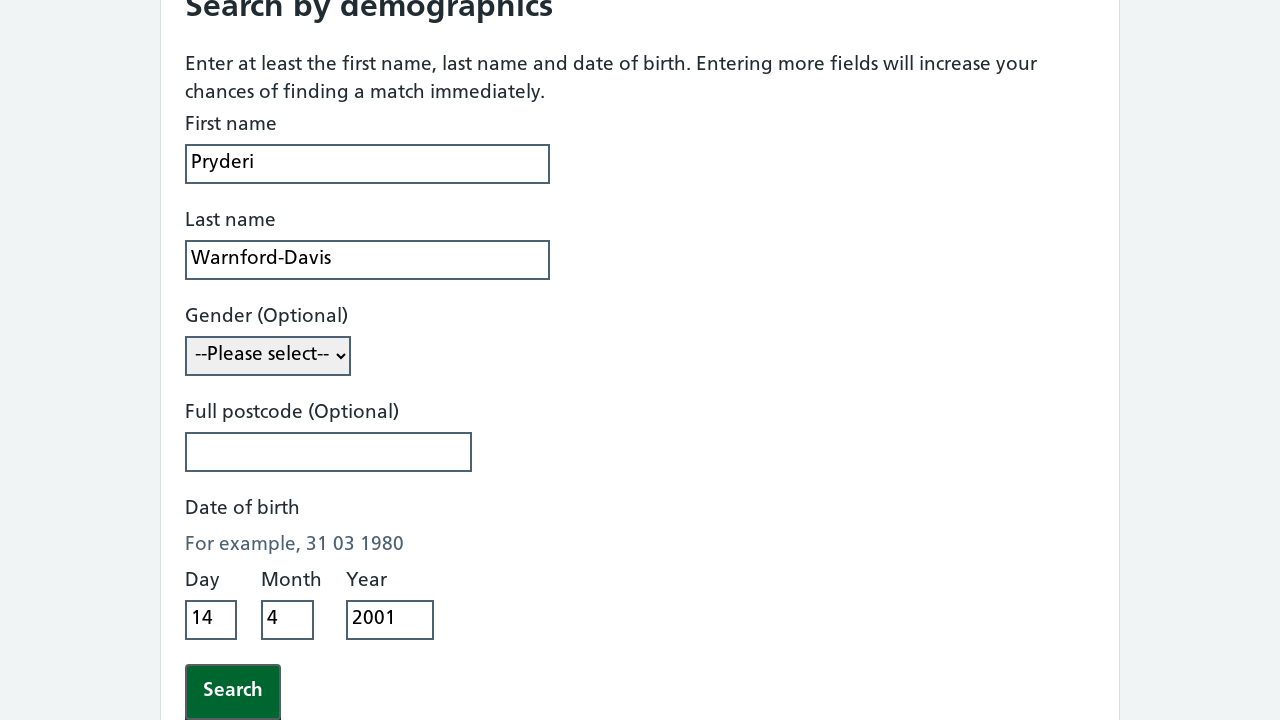 Search by demographics
Enter at least the first name, last name and date of birth. Entering more fields will increase your
chances of finding a match immediately.
First name
Pryderi
Last name
Warnford-Davis
Gender (Optional)
--Please select--
Full postcode (Optional)
Date of birth
For example, 31 03 1980
Day Month Year
14 4 2001
Search